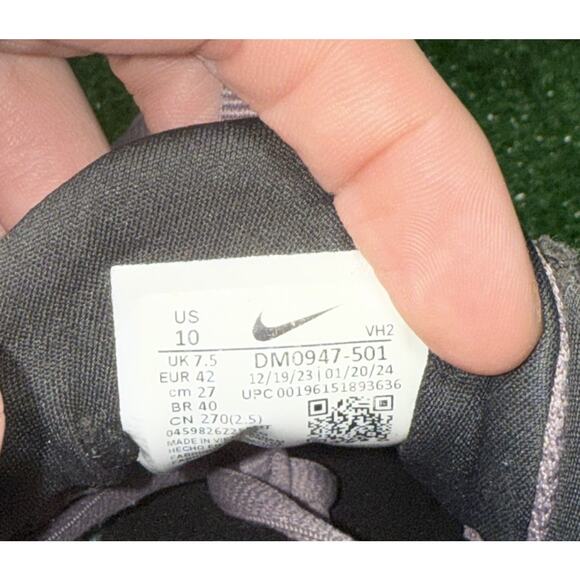 US
10
VH2
UK 7.5
DM0947-501
EUR 42
12/19/23 | 01/20/24
cm 27
UPC 00196151893636
BR 40
CN 270(2.5)
MADE IN
HECHO